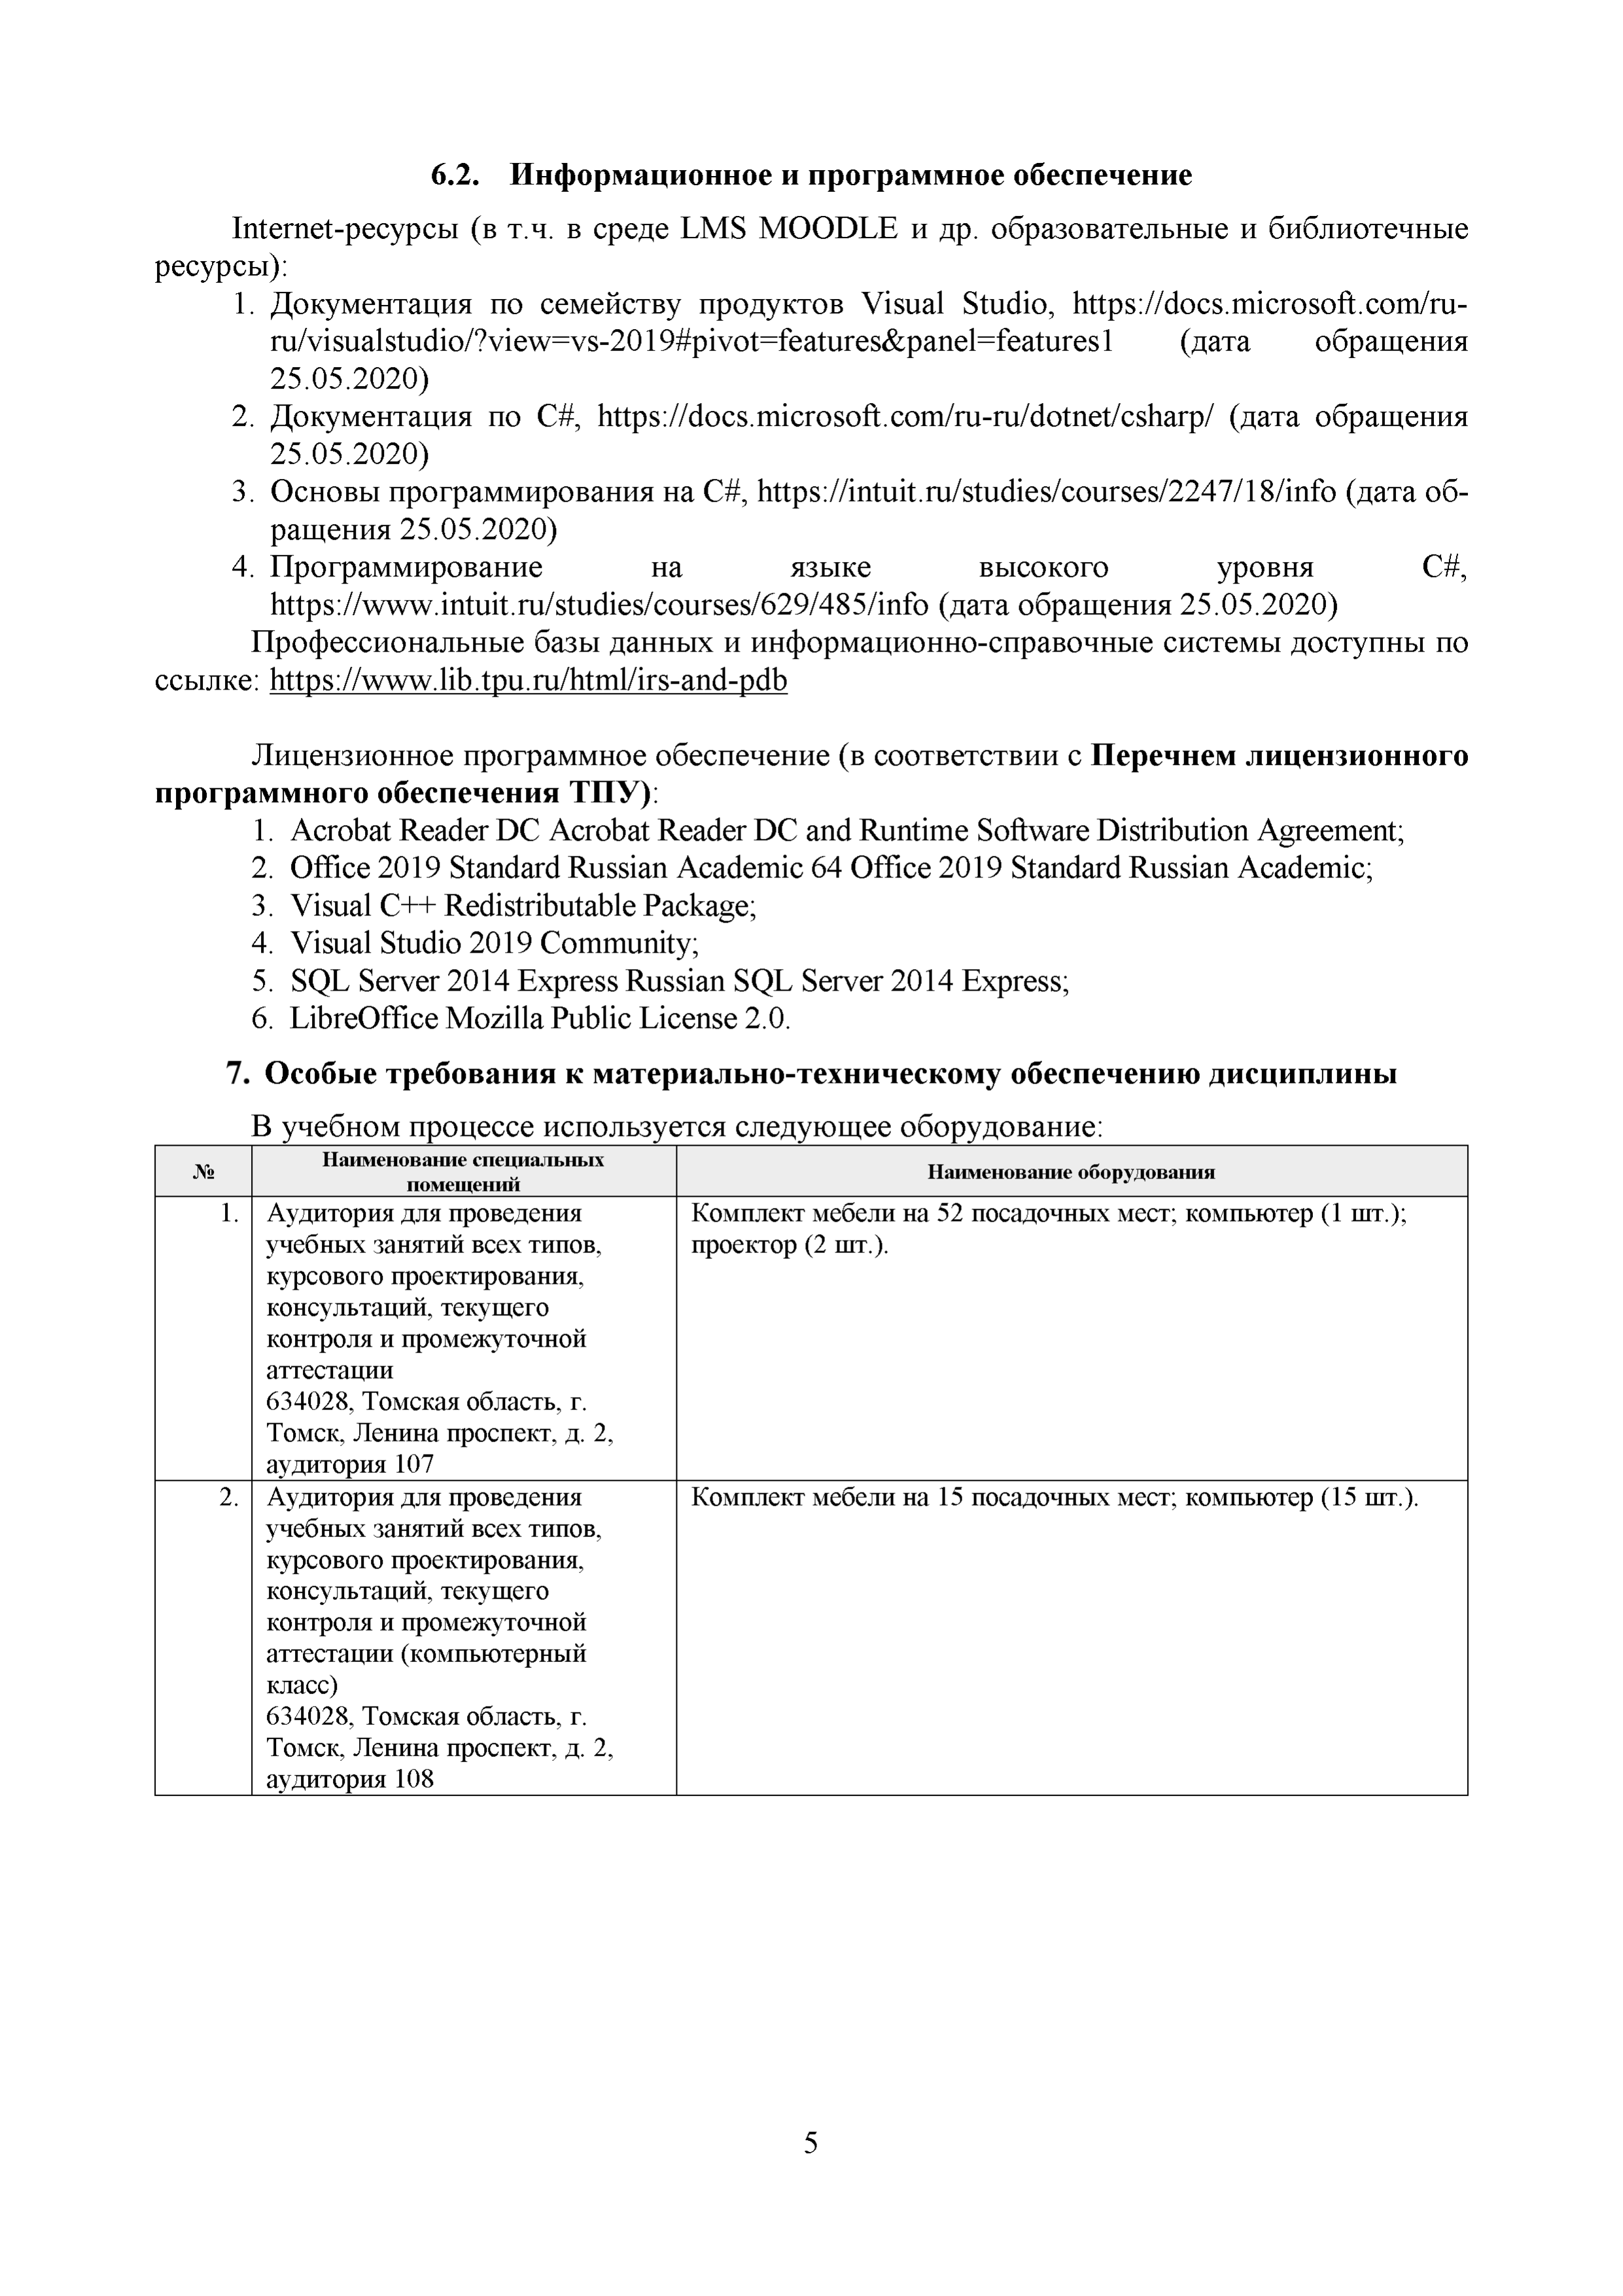 6.2. Информационное и программное обеспечение
Internet-ресурсы (в т.ч. в среде LMS MOODLE и др. образовательные и библиотечные
ресурсы):
1. Документация по семейству продуктов Visual Studio, https://docs.microsoft.com/ru-
ru/visualstudio/?view=vs-2019#pivot=features&panel=features1 (дата обращения
25.05.2020)
2. Документация по C#, https://docs.microsoft.com/ru-ru/dotnet/csharp/ (дата обращения
25.05.2020)
3. Основы программирования на C#, https://intuit.ru/studies/courses/2247/18/info (дата об-
ращения 25.05.2020)
4. Программирование на языке высокого уровня C#,
https://www.intuit.ru/studies/courses/629/485/info (дата обращения 25.05.2020)
Профессиональные базы данных и информационно-справочные системы доступны по
ссылке: https://www.lib.tpu.ru/html/irs-and-pdb
Лицензионное программное обеспечение (в соответствии с Перечнем лицензионного
программного обеспечения ТПУ):
1. Acrobat Reader DC Acrobat Reader DC and Runtime Software Distribution Agreement;
2. Office 2019 Standard Russian Academic 64 Office 2019 Standard Russian Academic;
3. Visual C++ Redistributable Package;
4. Visual Studio 2019 Community;
5. SQL Server 2014 Express Russian SQL Server 2014 Express;
6. LibreOffice Mozilla Public License 2.0.
7. Особые требования к материально-техническому обеспечению дисциплины
В учебном процессе используется следующее оборудование:
№
Наименование специальных
помещений
Наименование оборудования
1.
Аудитория для проведения
учебных занятий всех типов,
курсового проектирования,
консультаций, текущего
контроля и промежуточной
аттестации
634028, Томская область, г.
Томск, Ленина проспект, д. 2,
аудитория 107
Комплект мебели на 52 посадочных мест; компьютер (1 шт.);
проектор (2 шт.).
2.
Аудитория для проведения
учебных занятий всех типов,
курсового проектирования,
консультаций, текущего
контроля и промежуточной
аттестации (компьютерный
класс)
634028, Томская область, г.
Томск, Ленина проспект, д. 2,
аудитория 108
Комплект мебели на 15 посадочных мест; компьютер (15 шт.).
5